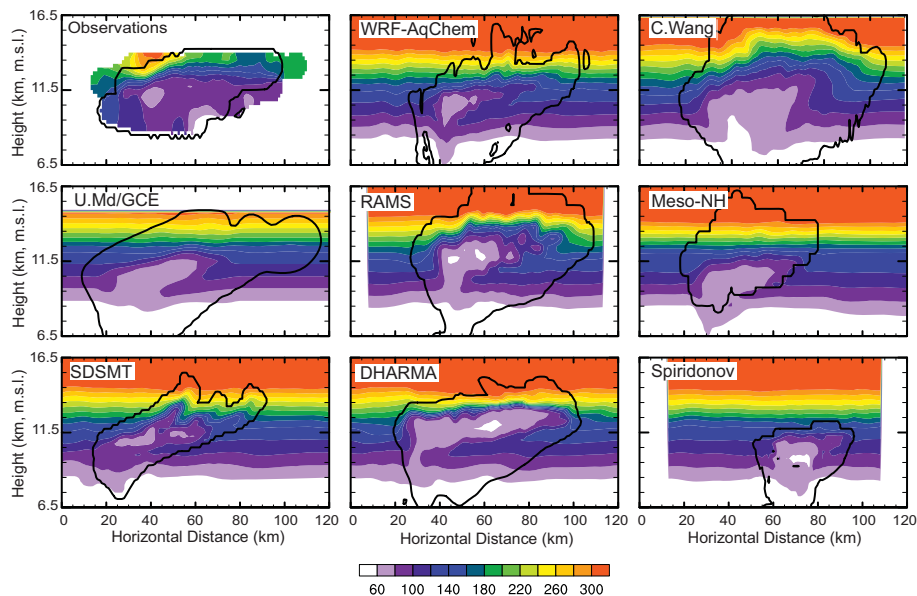 Observations
WRF-AqChem
C.Wang
16.5
11.5
6.5
Height (km, m.s.l.)
U.Md/GCE
RAMS
Meso-NH
16.5
11.5
6.5
Height (km, m.s.l.)
SDSMT
DHARMA
Spiridonov
16.5
11.5
6.5
Height (km, m.s.l.)
0 20 40 60 80 100 120
0 20 40 60 80 100 120
0 20 40 60 80 100 120
Horizontal Distance (km)
Horizontal Distance (km)
Horizontal Distance (km)
60 100 140 180 220 260 300